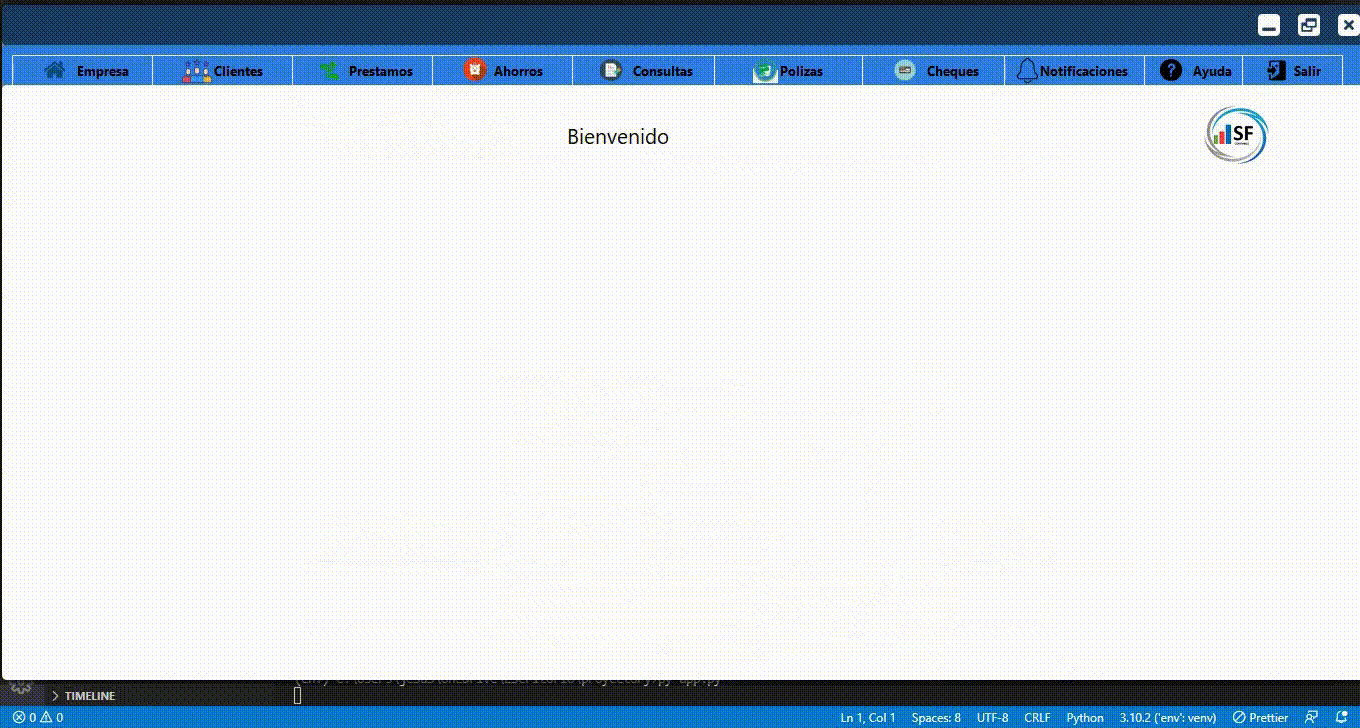 Empresa Clientes Prestamos Ahorros Consultas Polizas Cheques Notificaciones ? Ayuda Salir
Bienvenido
SF
TIMELINE
0 0 Ln 1, Col 1 Spaces: 8 UTF-8 CRLF Python 3.10.2 ('env': venv) Prettier